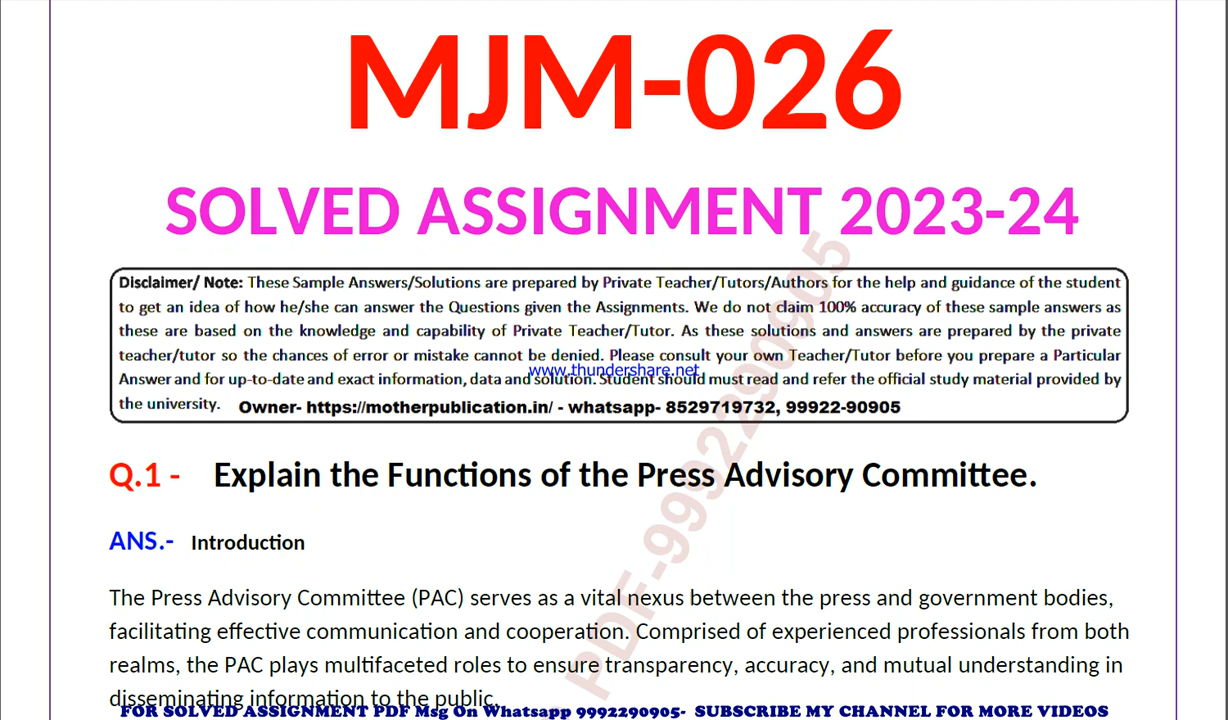 MJM-026
SOLVED ASSIGNMENT 2023-24
Disclaimer/ Note: These Sample Answers/Solutions are prepared by Private Teacher/Tutors/Authors for the help and guidance of the student
to get an idea of how he/she can answer the Questions given the Assignments. We do not claim 100% accuracy of these sample answers as
these are based on the knowledge and capability of Private Teacher/Tutor. As these solutions and answers are prepared by the private
teacher/tutor so the chances of error or mistake cannot be denied. Please consult your own Teacher/Tutor before you prepare a Particular
www.thundershare.net
Answer and for up-to-date and exact information, data and solution. Student should must read and refer the official study material provided by
the university. Owner- https://motherpublication.in/ - whatsapp- 8529719732, 99922-90905
Q.1 - Explain the Functions of the Press Advisory Committee.
ANS.- Introduction
The Press Advisory Committee (PAC) serves as a vital nexus between the press and government bodies,
facilitating effective communication and cooperation. Comprised of experienced professionals from both
realms, the PAC plays multifaceted roles to ensure transparency, accuracy, and mutual understanding in
disseminating information to the public.
FOR SOLVED ASSIGNMENT PDF Msg On Whatsapp 9992290905- SUBSCRIBE MY CHANNEL FOR MORE VIDEOS
PDF-9992290905